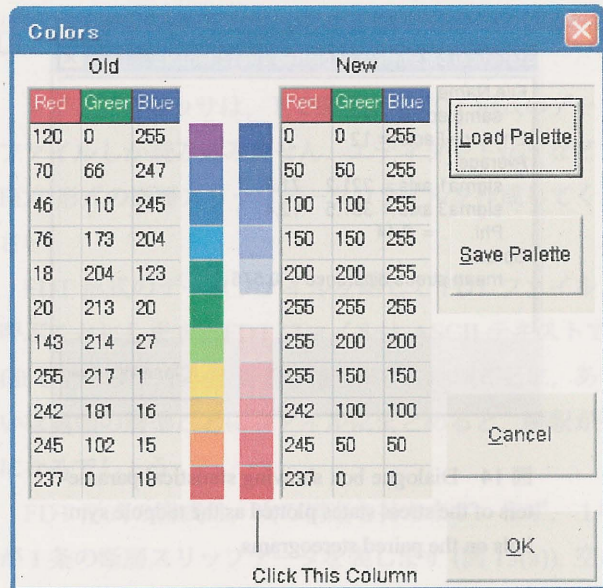 Colors
Old New
Red Green Blue Red Green Blue
120 0 255 0 0 255
70 66 247 50 50 255
46 110 245 100 100 255
76 173 204 150 150 255
18 204 123 200 200 255
20 213 20 255 255 255
143 214 27 255 200 200
255 217 1 255 150 150
242 181 16 242 100 100
245 102 15 245 50 50
237 0 18 237 0 0
Load Palette
Save Palette
Cancel
OK
Click This Column